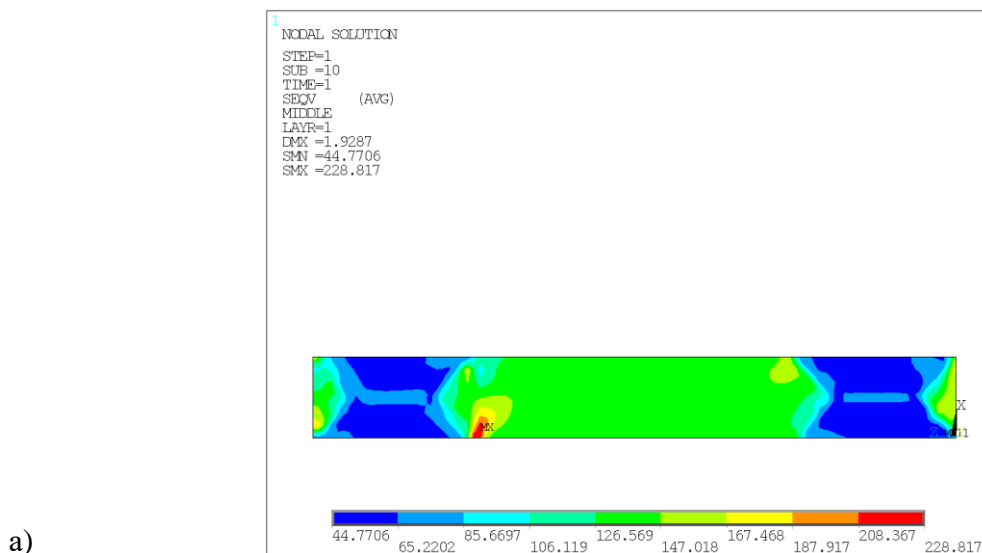 1
NODAL SOLUTION
STEP=1
SUB =10
TIME=1
SEQV (AVG)
MIDDLE
LAYR=1
DMX =1.9287
SMN =44.7706
SMX =228.817
MX
X
Z
44.7706 85.6697 126.569 167.468 208.367
65.2202 106.119 147.018 187.917 228.817
a)